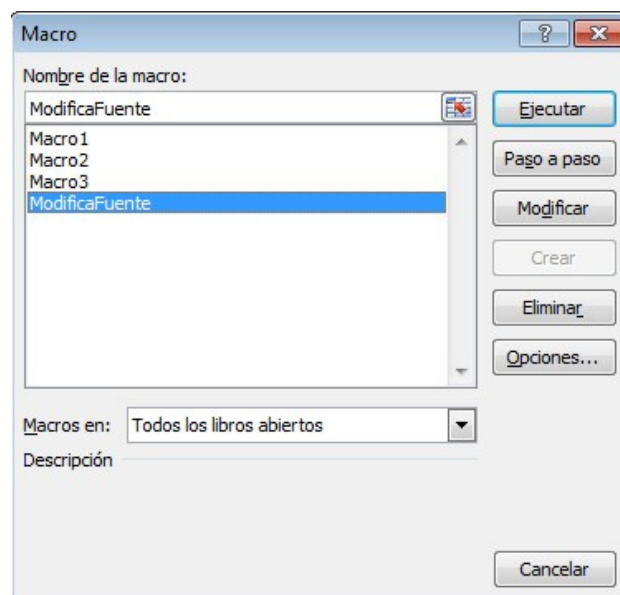 Macro
Nombre de la macro:
ModificaFuente
Macro1
Macro2
Macro3
ModificaFuente
Ejecutar
Paso a paso
Modificar
Crear
Eliminar
Opciones...
Macros en: Todos los libros abiertos
Descripción
Cancelar